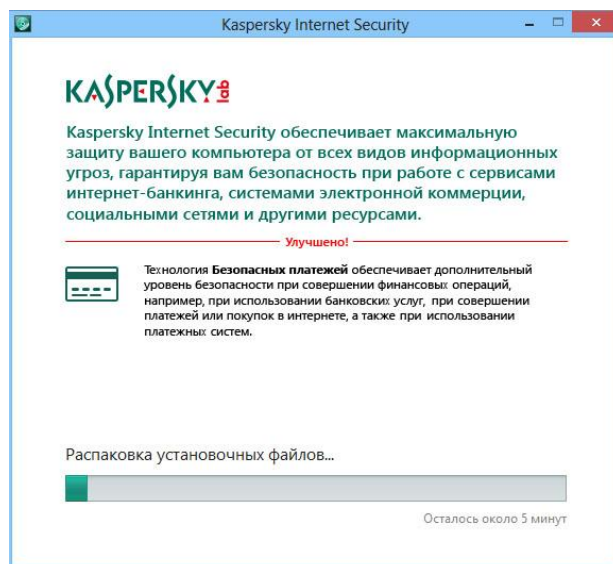 Kaspersky Internet Security
KASPERSKY lab
Kaspersky Internet Security обеспечивает максимальную
защиту вашего компьютера от всех видов информационных
угроз, гарантируя вам безопасность при работе с сервисами
интернет-банкинга, системами электронной коммерции,
социальными сетями и другими ресурсами.
Улучшено!
Технология Безопасных платежей обеспечивает дополнительный
уровень безопасности при совершении финансовых операций,
например, при использовании банковских услуг, при совершении
платежей или покупок в интернете, а также при использовании
платежных систем.
Распаковка установочных файлов...
Осталось около 5 минут